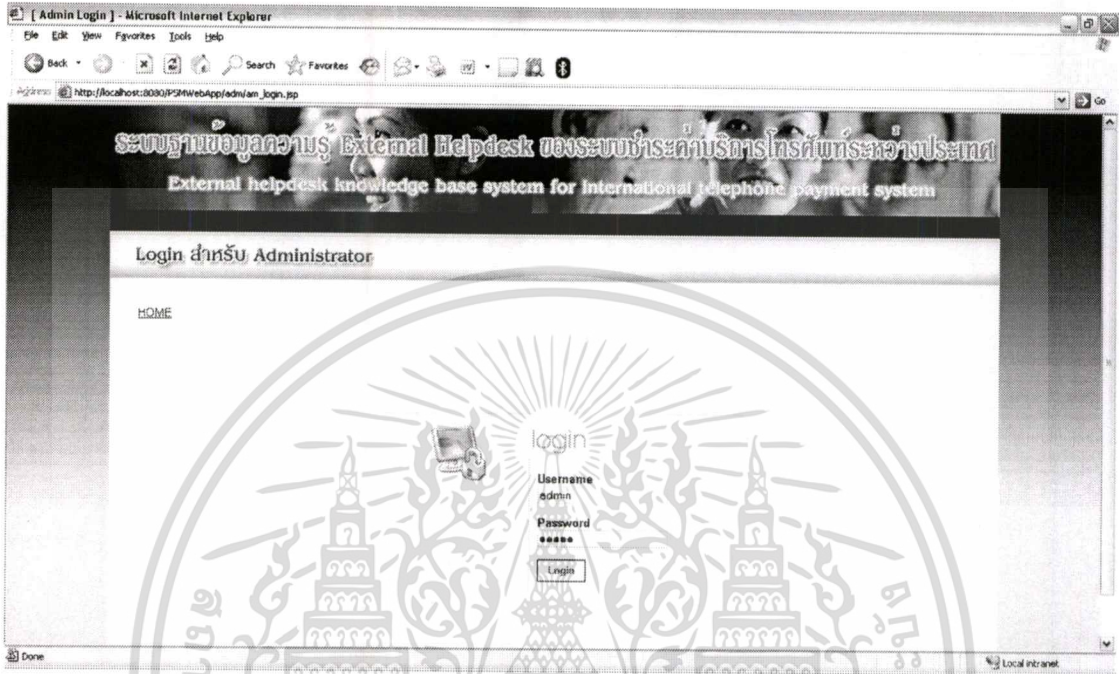 [ Admin Login ] - Microsoft Internet Explorer
File Edit View Favorites Tools Help
Back Search Favorites
Address http://localhost:8080/PSMWebApp/adm/am_login.jsp Go
ระบบฐานข้อมูลความรู้ External Helpdesk ของระบบชำระค่าบริการโทรศัพท์ระหว่างประเทศ
External helpdesk knowledge base system for International telephone payment system
Login สำหรับ Administrator
HOME
login
Username
admin
Password
•••••
Login
Done Local intranet